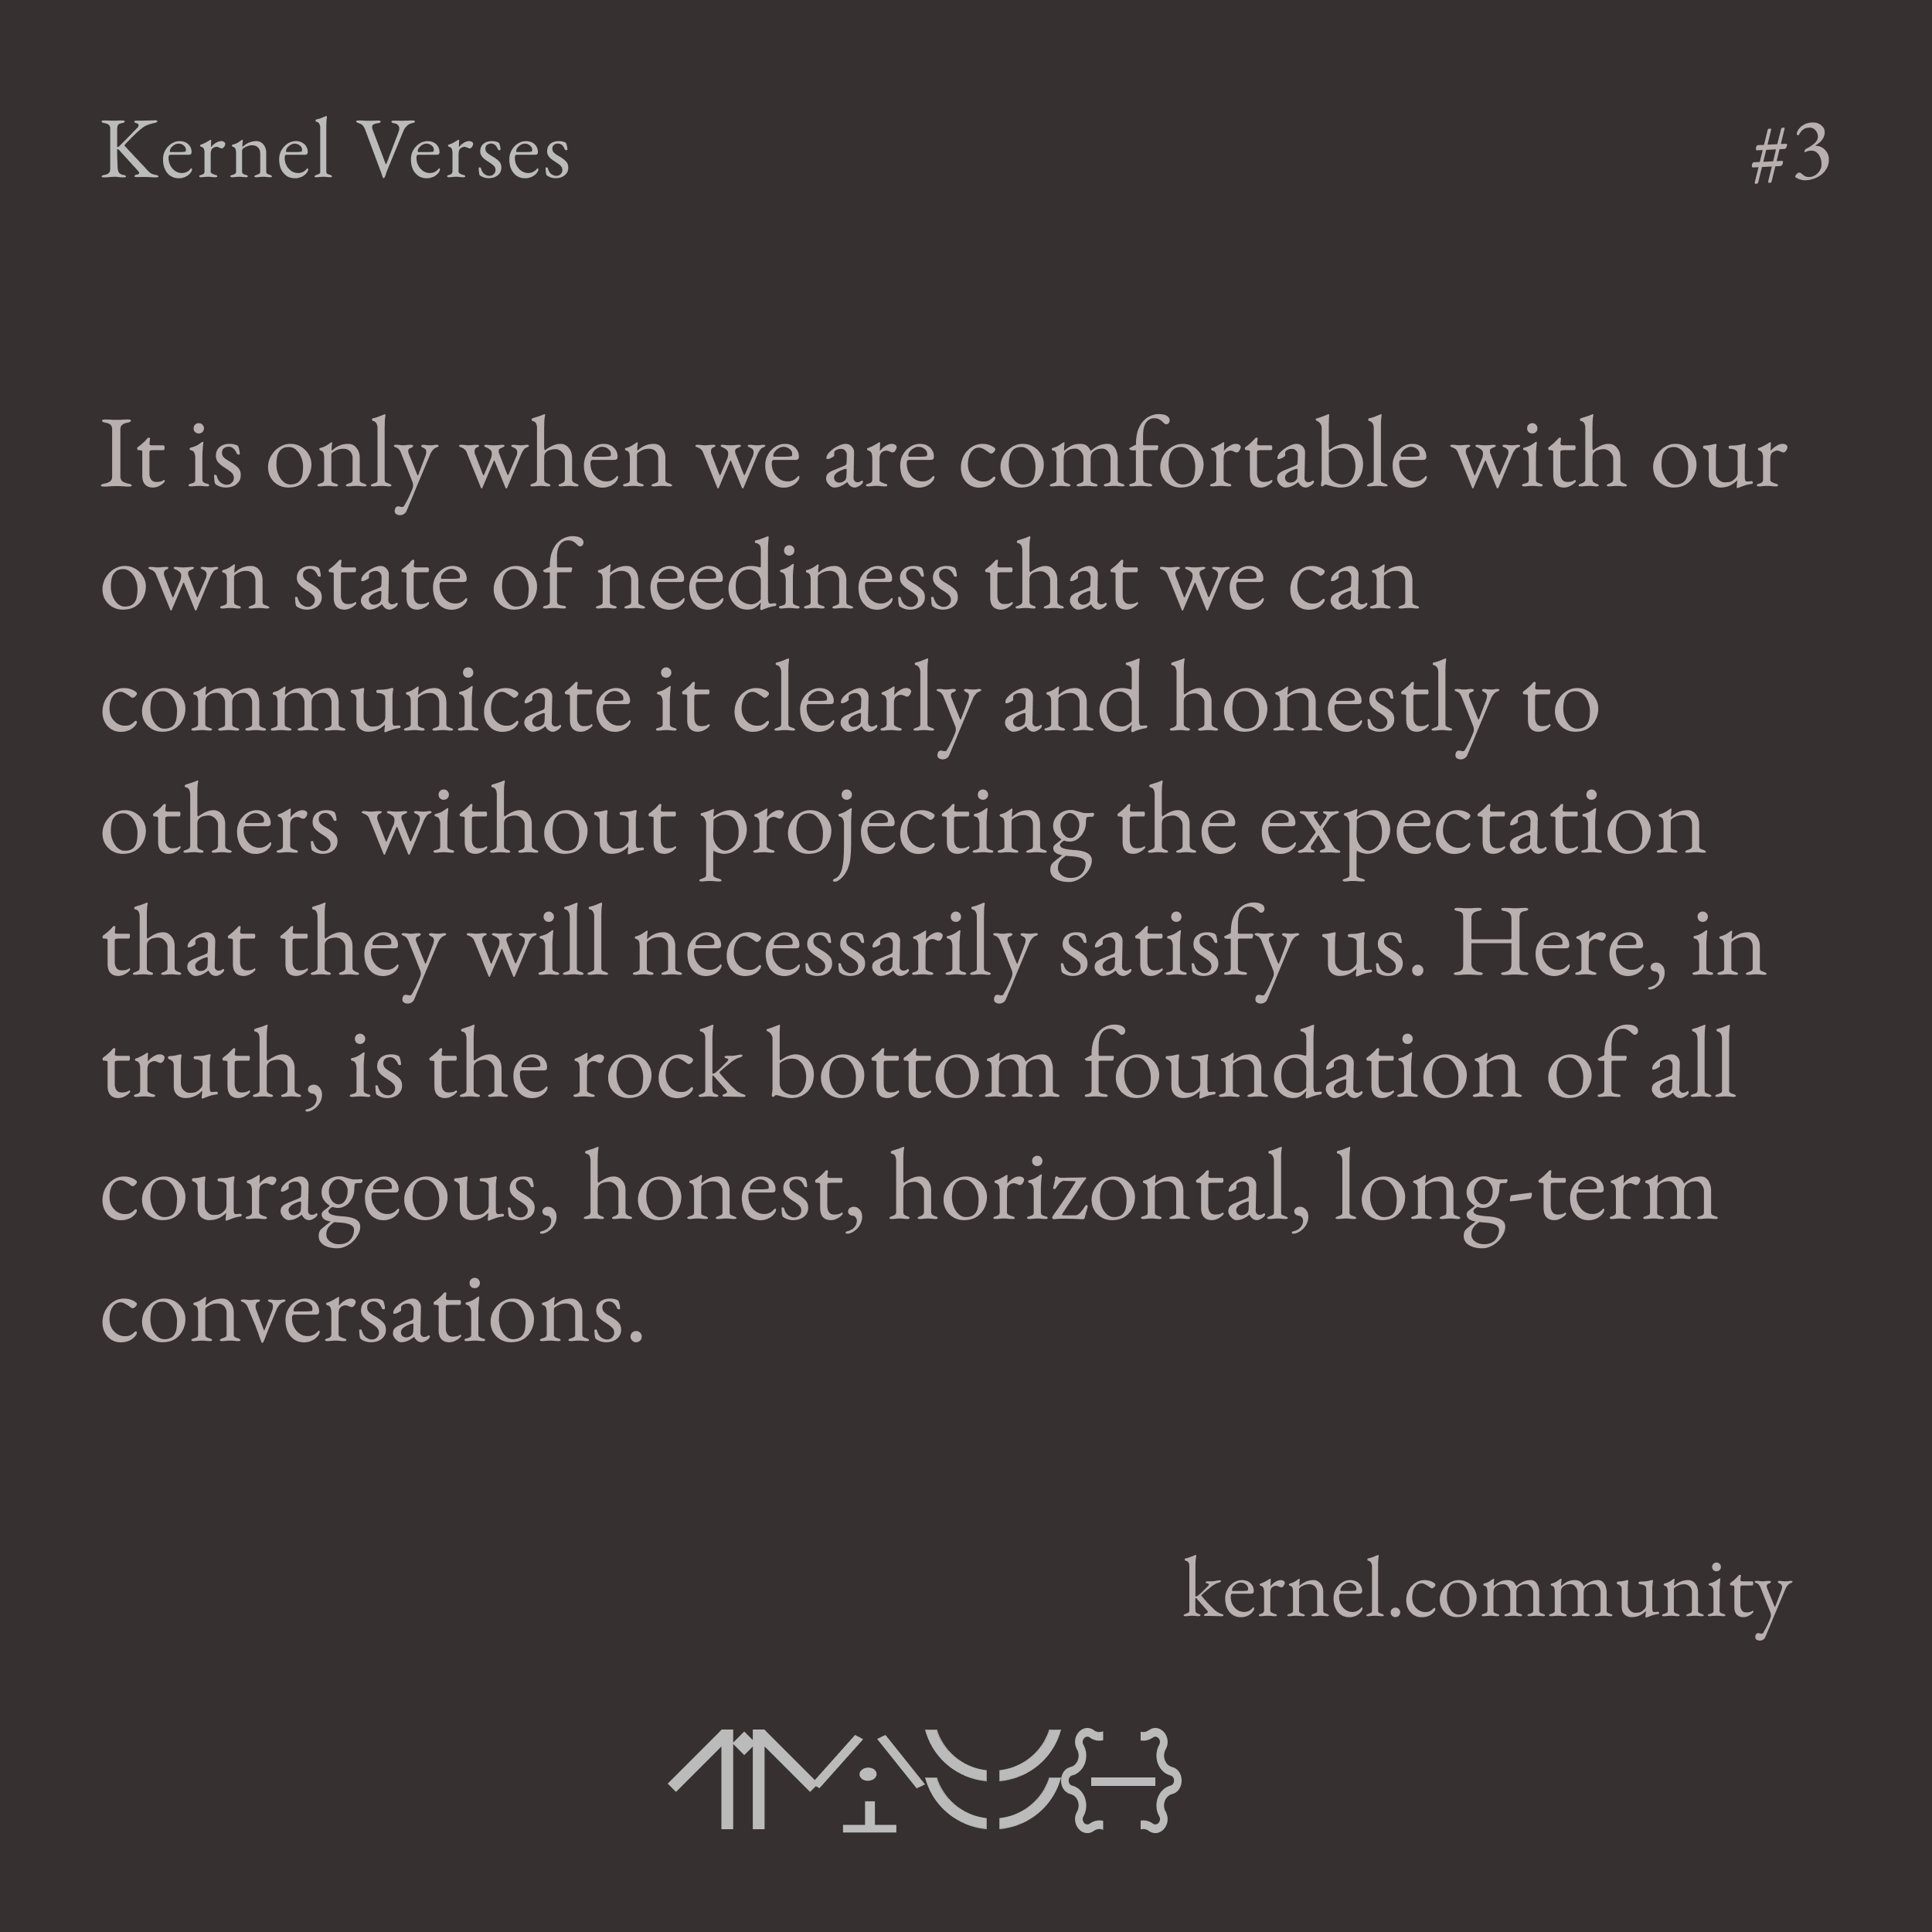 Kernel Verses
#3
It is only when we are comfortable with our
own state of neediness that we can
communicate it clearly and honestly to
others without projecting the expectation
that they will necessarily satisfy us. Here, in
truth, is the rock bottom foundation of all
courageous, honest, horizontal, long-term
conversations.
kernel.community